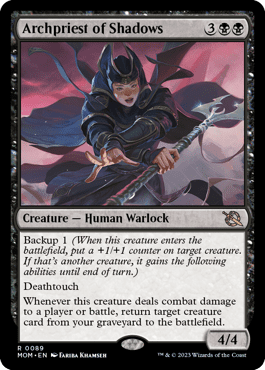 Archpriest of Shadows 3
Creature — Human Warlock
Backup 1 (When this creature enters the
battlefield, put a +1/+1 counter on target creature.
If that's another creature, it gains the following
abilities until end of turn.)
Deathtouch
Whenever this creature deals combat damage
to a player or battle, return target creature
card from your graveyard to the battlefield.
4/4
R 0089
MOM • EN Fariba Khamseh ™ & © 2023 Wizards of the Coast